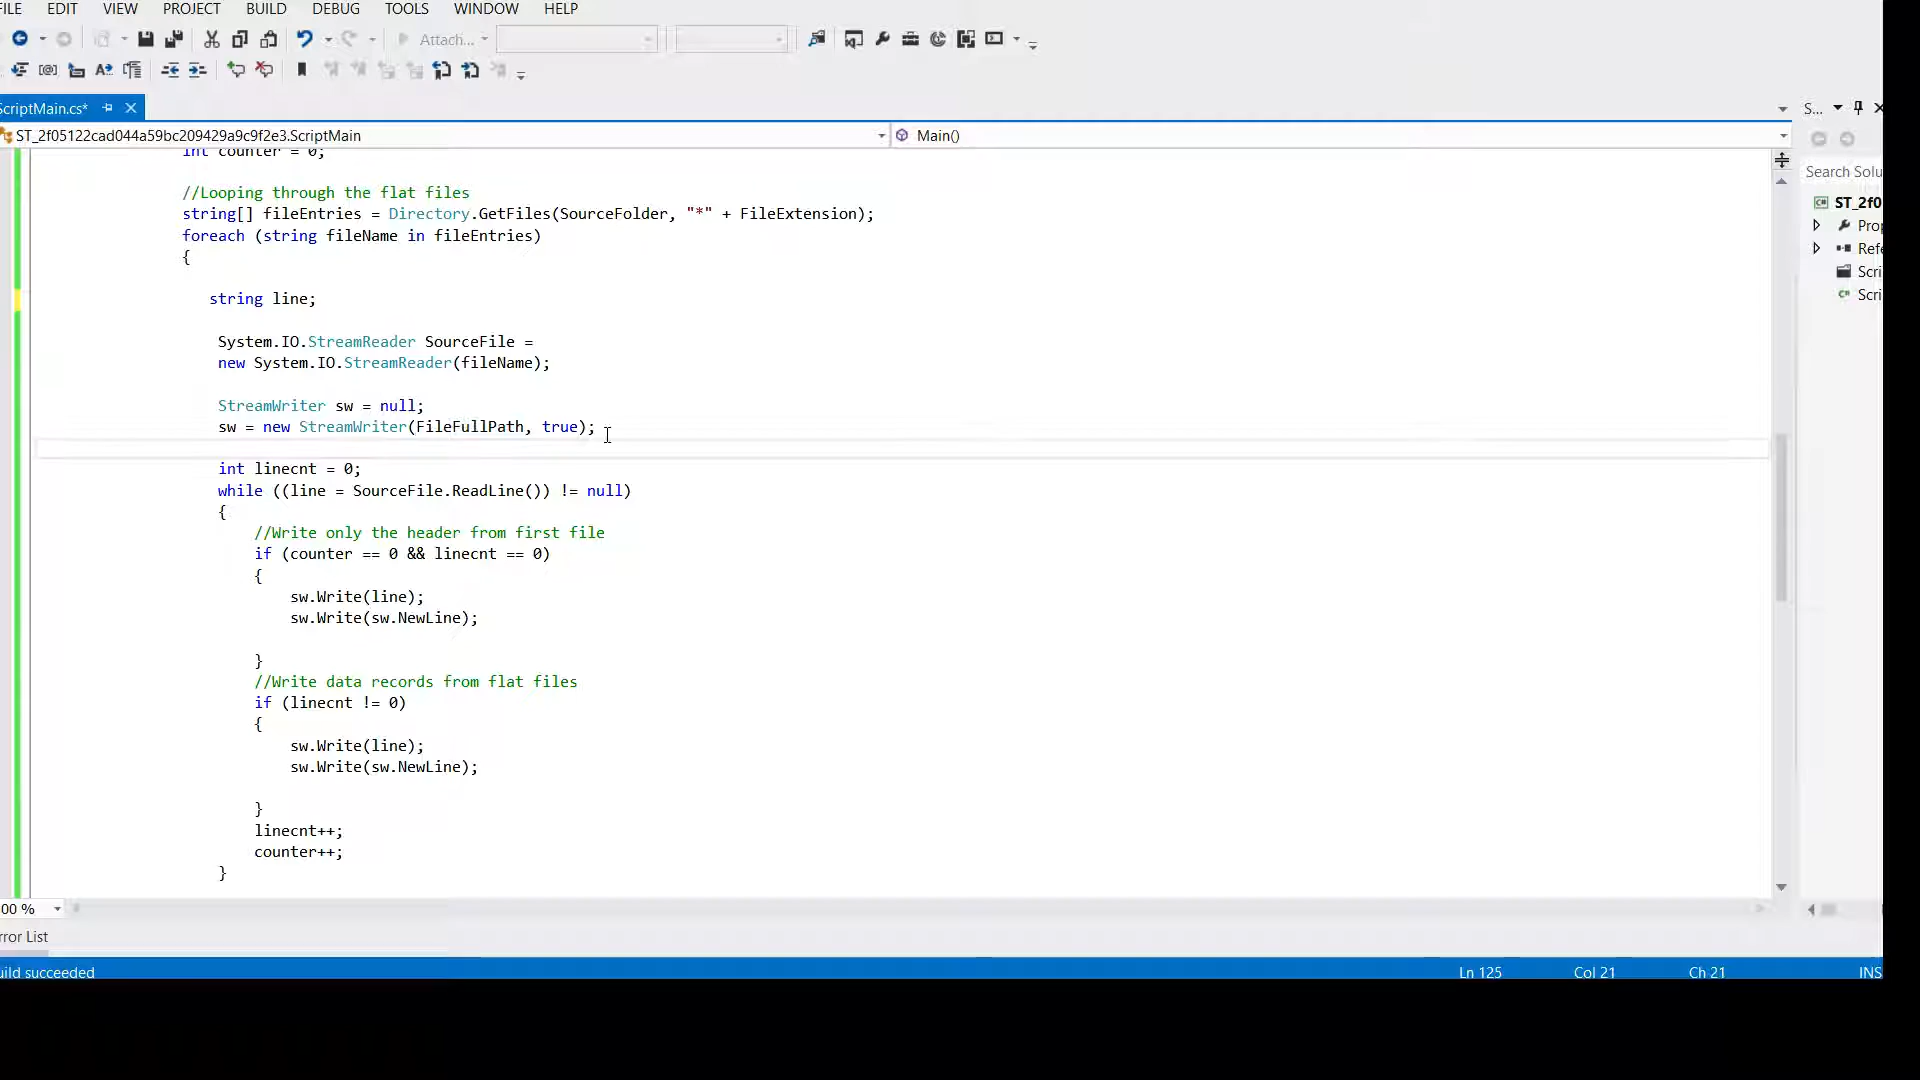 FILE EDIT VIEW PROJECT BUILD DEBUG TOOLS WINDOW HELP
Attach...
ScriptMain.cs*
S...
ST_2f05122cad044a59bc209429a9c9f2e3.ScriptMain
Main()
int counter = 0;
Search Solu
//Looping through the flat files
ST_2f0
string[] fileEntries = Directory.GetFiles(SourceFolder, "*" + FileExtension);
Prop
foreach (string fileName in fileEntries)
Refe
{
Scri
string line;
Scri
System.IO.StreamReader SourceFile =
new System.IO.StreamReader(fileName);
StreamWriter sw = null;
sw = new StreamWriter(FileFullPath, true);
int linecnt = 0;
while ((line = SourceFile.ReadLine()) != null)
{
//Write only the header from first file
if (counter == 0 && linecnt == 0)
{
sw.Write(line);
sw.Write(sw.NewLine);
}
//Write data records from flat files
if (linecnt != 0)
{
sw.Write(line);
sw.Write(sw.NewLine);
}
linecnt++;
counter++;
}
00 %
rror List
uild succeeded
Ln 125 Col 21 Ch 21 INS